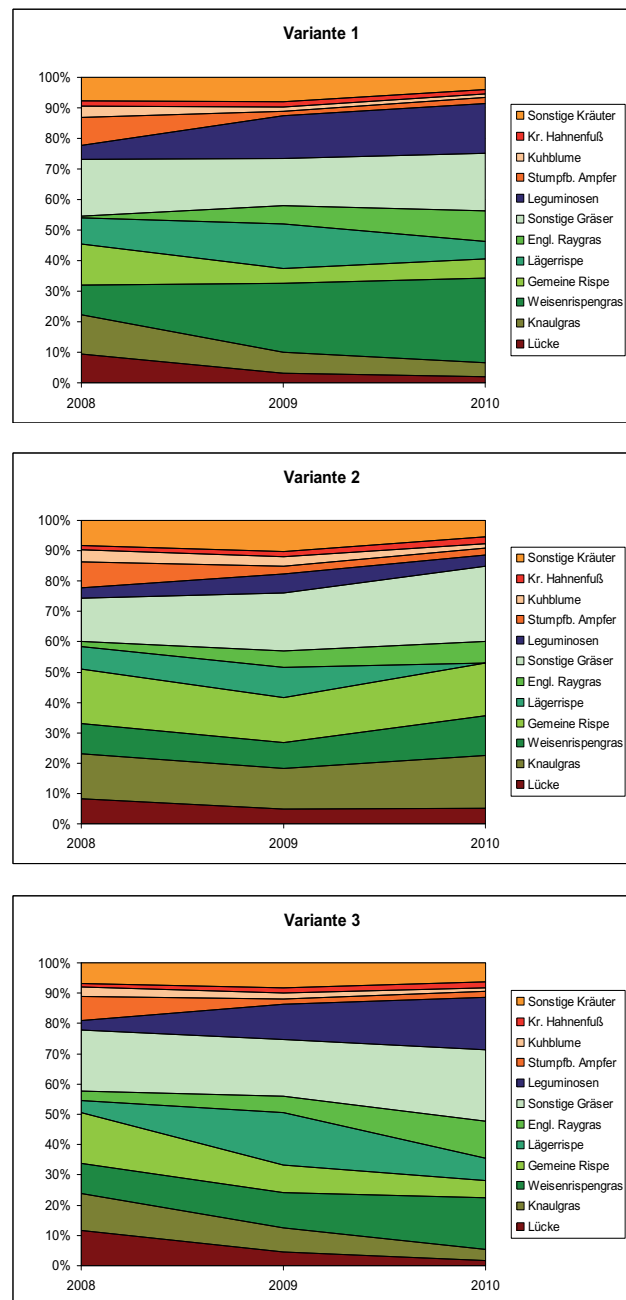 Variante 1
100%
90%
80%
70%
60%
50%
40%
30%
20%
10%
0%
2008
2009
2010
Sonstige Kräuter
Kr. Hahnenfuß
Kuhblume
Stumpfb. Ampfer
Leguminosen
Sonstige Gräser
Engl. Raygras
Lägerrispe
Gemeine Rispe
Weisenrispengras
Knaulgras
Lücke
Variante 2
100%
90%
80%
70%
60%
50%
40%
30%
20%
10%
0%
2008
2009
2010
Sonstige Kräuter
Kr. Hahnenfuß
Kuhblume
Stumpfb. Ampfer
Leguminosen
Sonstige Gräser
Engl. Raygras
Lägerrispe
Gemeine Rispe
Weisenrispengras
Knaulgras
Lücke
Variante 3
100%
90%
80%
70%
60%
50%
40%
30%
20%
10%
0%
2008
2009
2010
Sonstige Kräuter
Kr. Hahnenfuß
Kuhblume
Stumpfb. Ampfer
Leguminosen
Sonstige Gräser
Engl. Raygras
Lägerrispe
Gemeine Rispe
Weisenrispengras
Knaulgras
Lücke